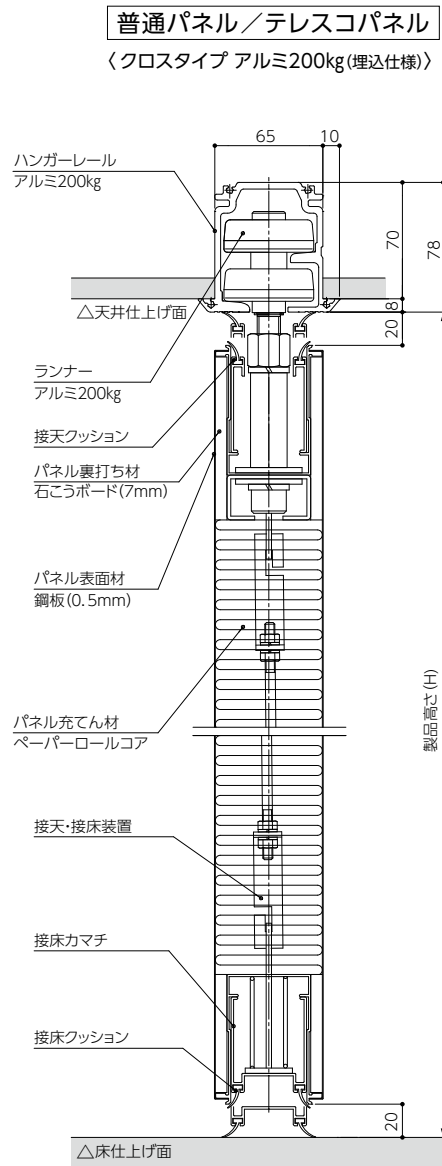 普通パネル／テレスコパネル
〈クロスタイプ アルミ200kg(埋込仕様)〉
65
10
ハンガーレール
アルミ200kg
70
78
8
△天井仕上げ面
20
ランナー
アルミ200kg
接天クッション
パネル裏打ち材
石こうボード(7mm)
パネル表面材
鋼板(0.5mm)
製品高さ(H)
パネル充てん材
ペーパーロールコア
接天・接床装置
接床カマチ
接床クッション
20
△床仕上げ面